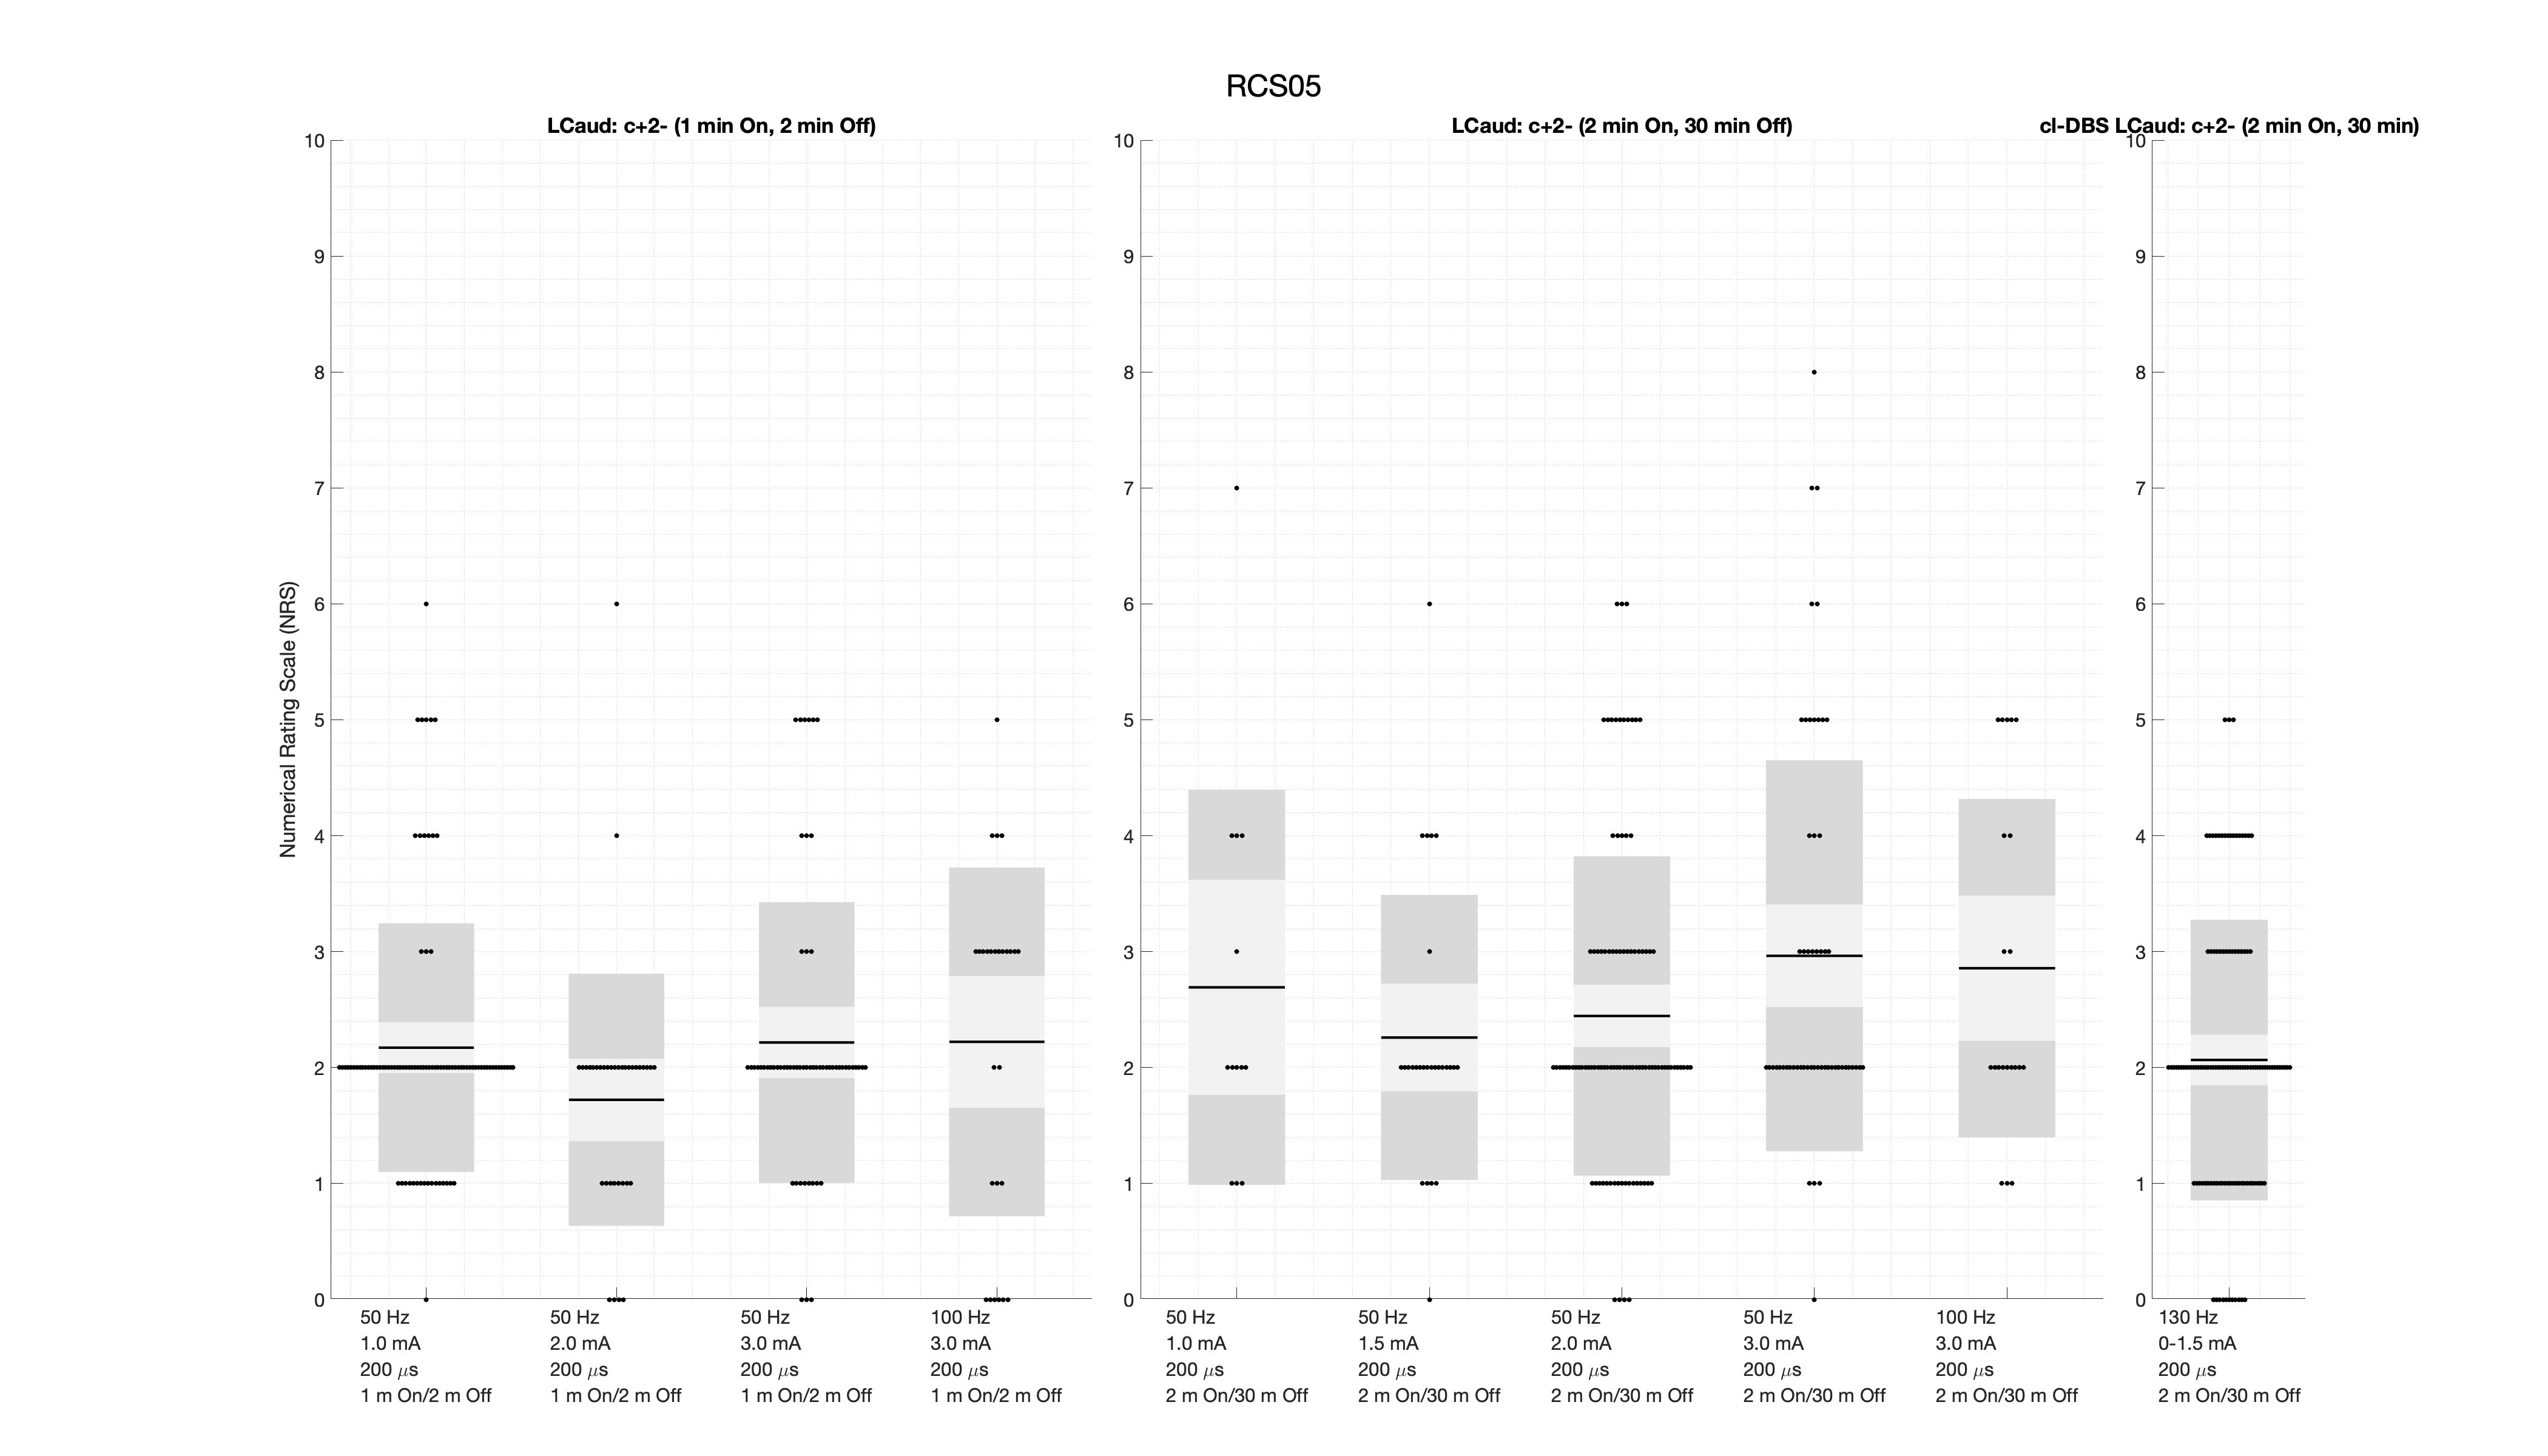 RCS05
LCaud: c+2- (1 min On, 2 min Off)
LCaud: c+2- (2 min On, 30 min Off)
cl-DBS LCaud: c+2- (2 min On, 30 min)
Numerical Rating Scale (NRS)
10
9
8
7
6
5
4
3
2
1
0
50 Hz
1.0 mA
200 μs
1 m On/2 m Off
50 Hz
2.0 mA
200 μs
1 m On/2 m Off
50 Hz
3.0 mA
200 μs
1 m On/2 m Off
100 Hz
3.0 mA
200 μs
1 m On/2 m Off
10
9
8
7
6
5
4
3
2
1
0
50 Hz
1.0 mA
200 μs
2 m On/30 m Off
50 Hz
1.5 mA
200 μs
2 m On/30 m Off
50 Hz
2.0 mA
200 μs
2 m On/30 m Off
50 Hz
3.0 mA
200 μs
2 m On/30 m Off
100 Hz
3.0 mA
200 μs
2 m On/30 m Off
10
9
8
7
6
5
4
3
2
1
0
130 Hz
0-1.5 mA
200 μs
2 m On/30 m Off